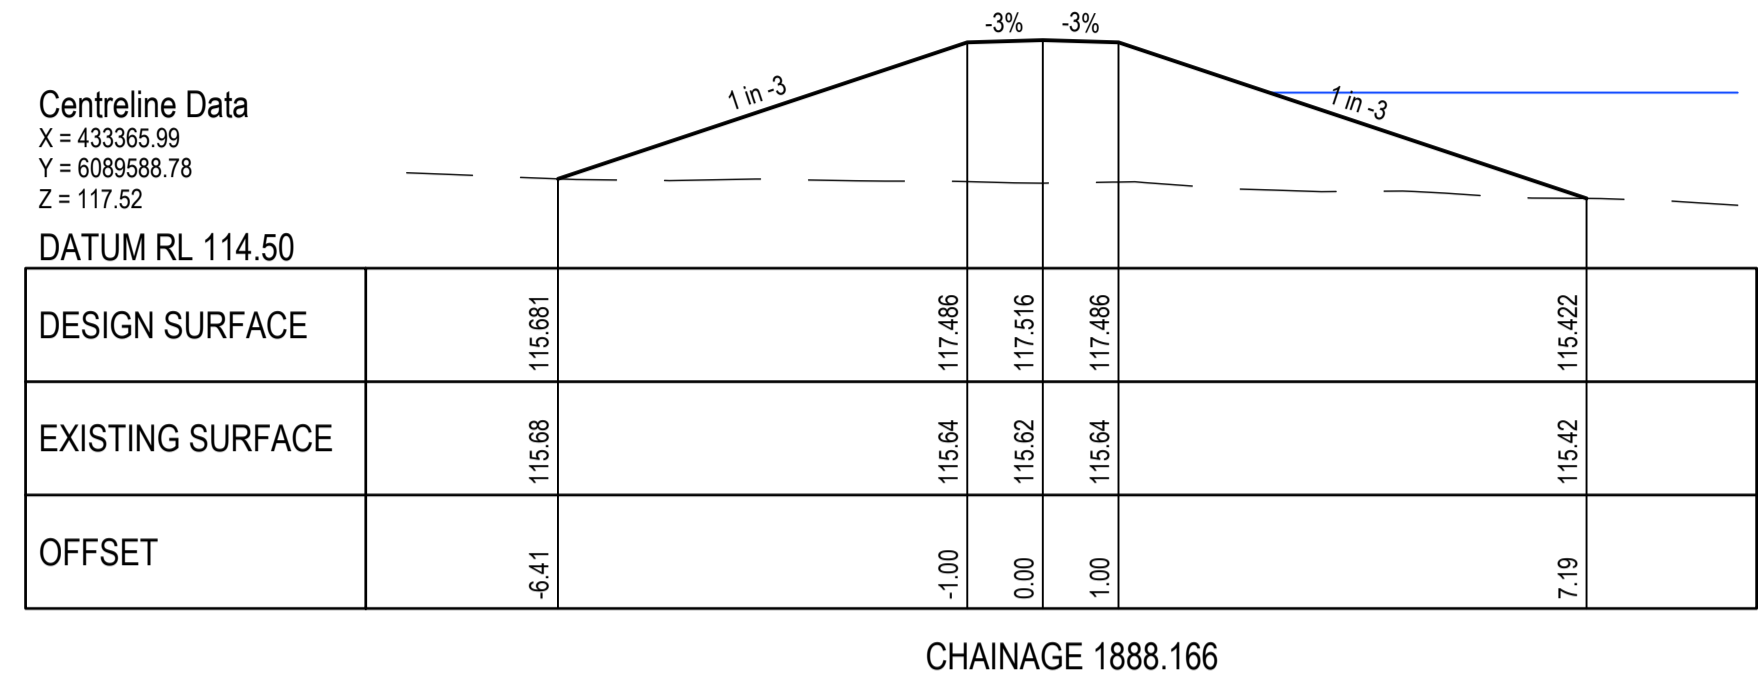 -3% -3%
1 in -3
1 in -3
Centreline Data
X = 433365.99
Y = 6089588.78
Z = 117.52
DATUM RL 114.50
DESIGN SURFACE 115.681 117.486 117.516 117.486 115.422
EXISTING SURFACE 115.68 115.64 115.62 115.64 115.42
OFFSET -6.41 -1.00 0.00 1.00 7.19
CHAINAGE 1888.166